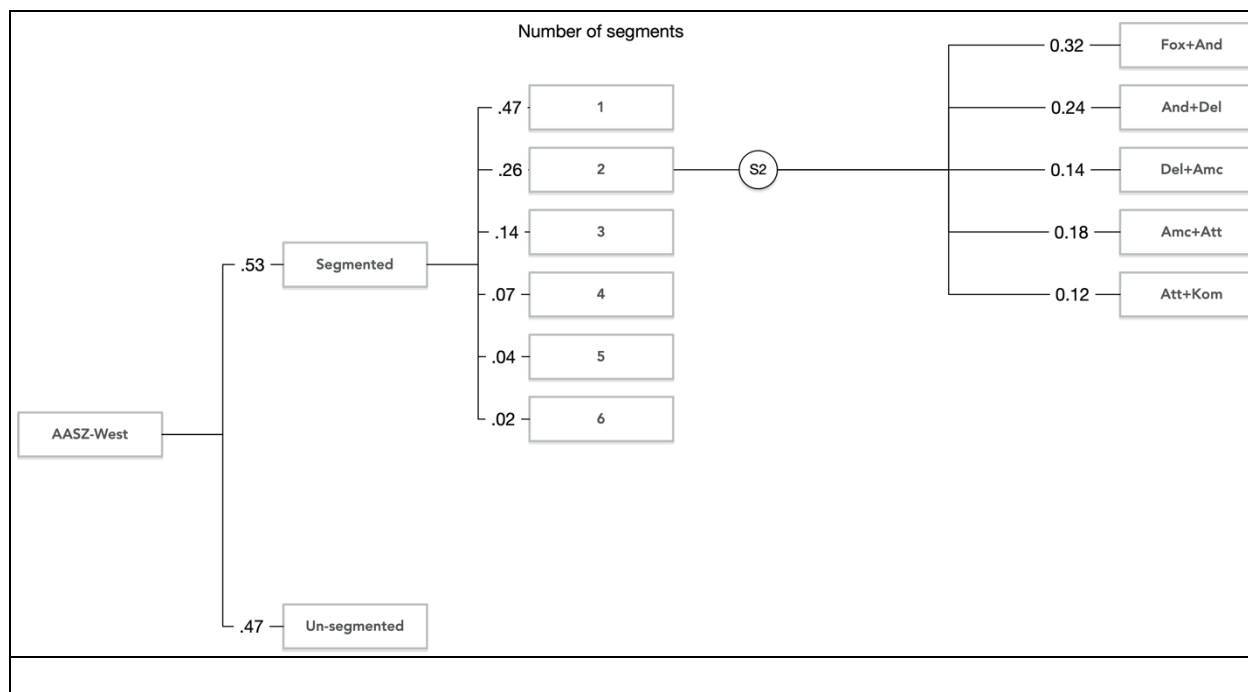 Number of segments
AASZ-West
.53
Segmented
.47
Un-segmented
.47
1
.26
2
.14
3
.07
4
.04
5
.02
6
S2
0.32
Fox+And
0.24
And+Del
0.14
Del+Amc
0.18
Amc+Att
0.12
Att+Kom